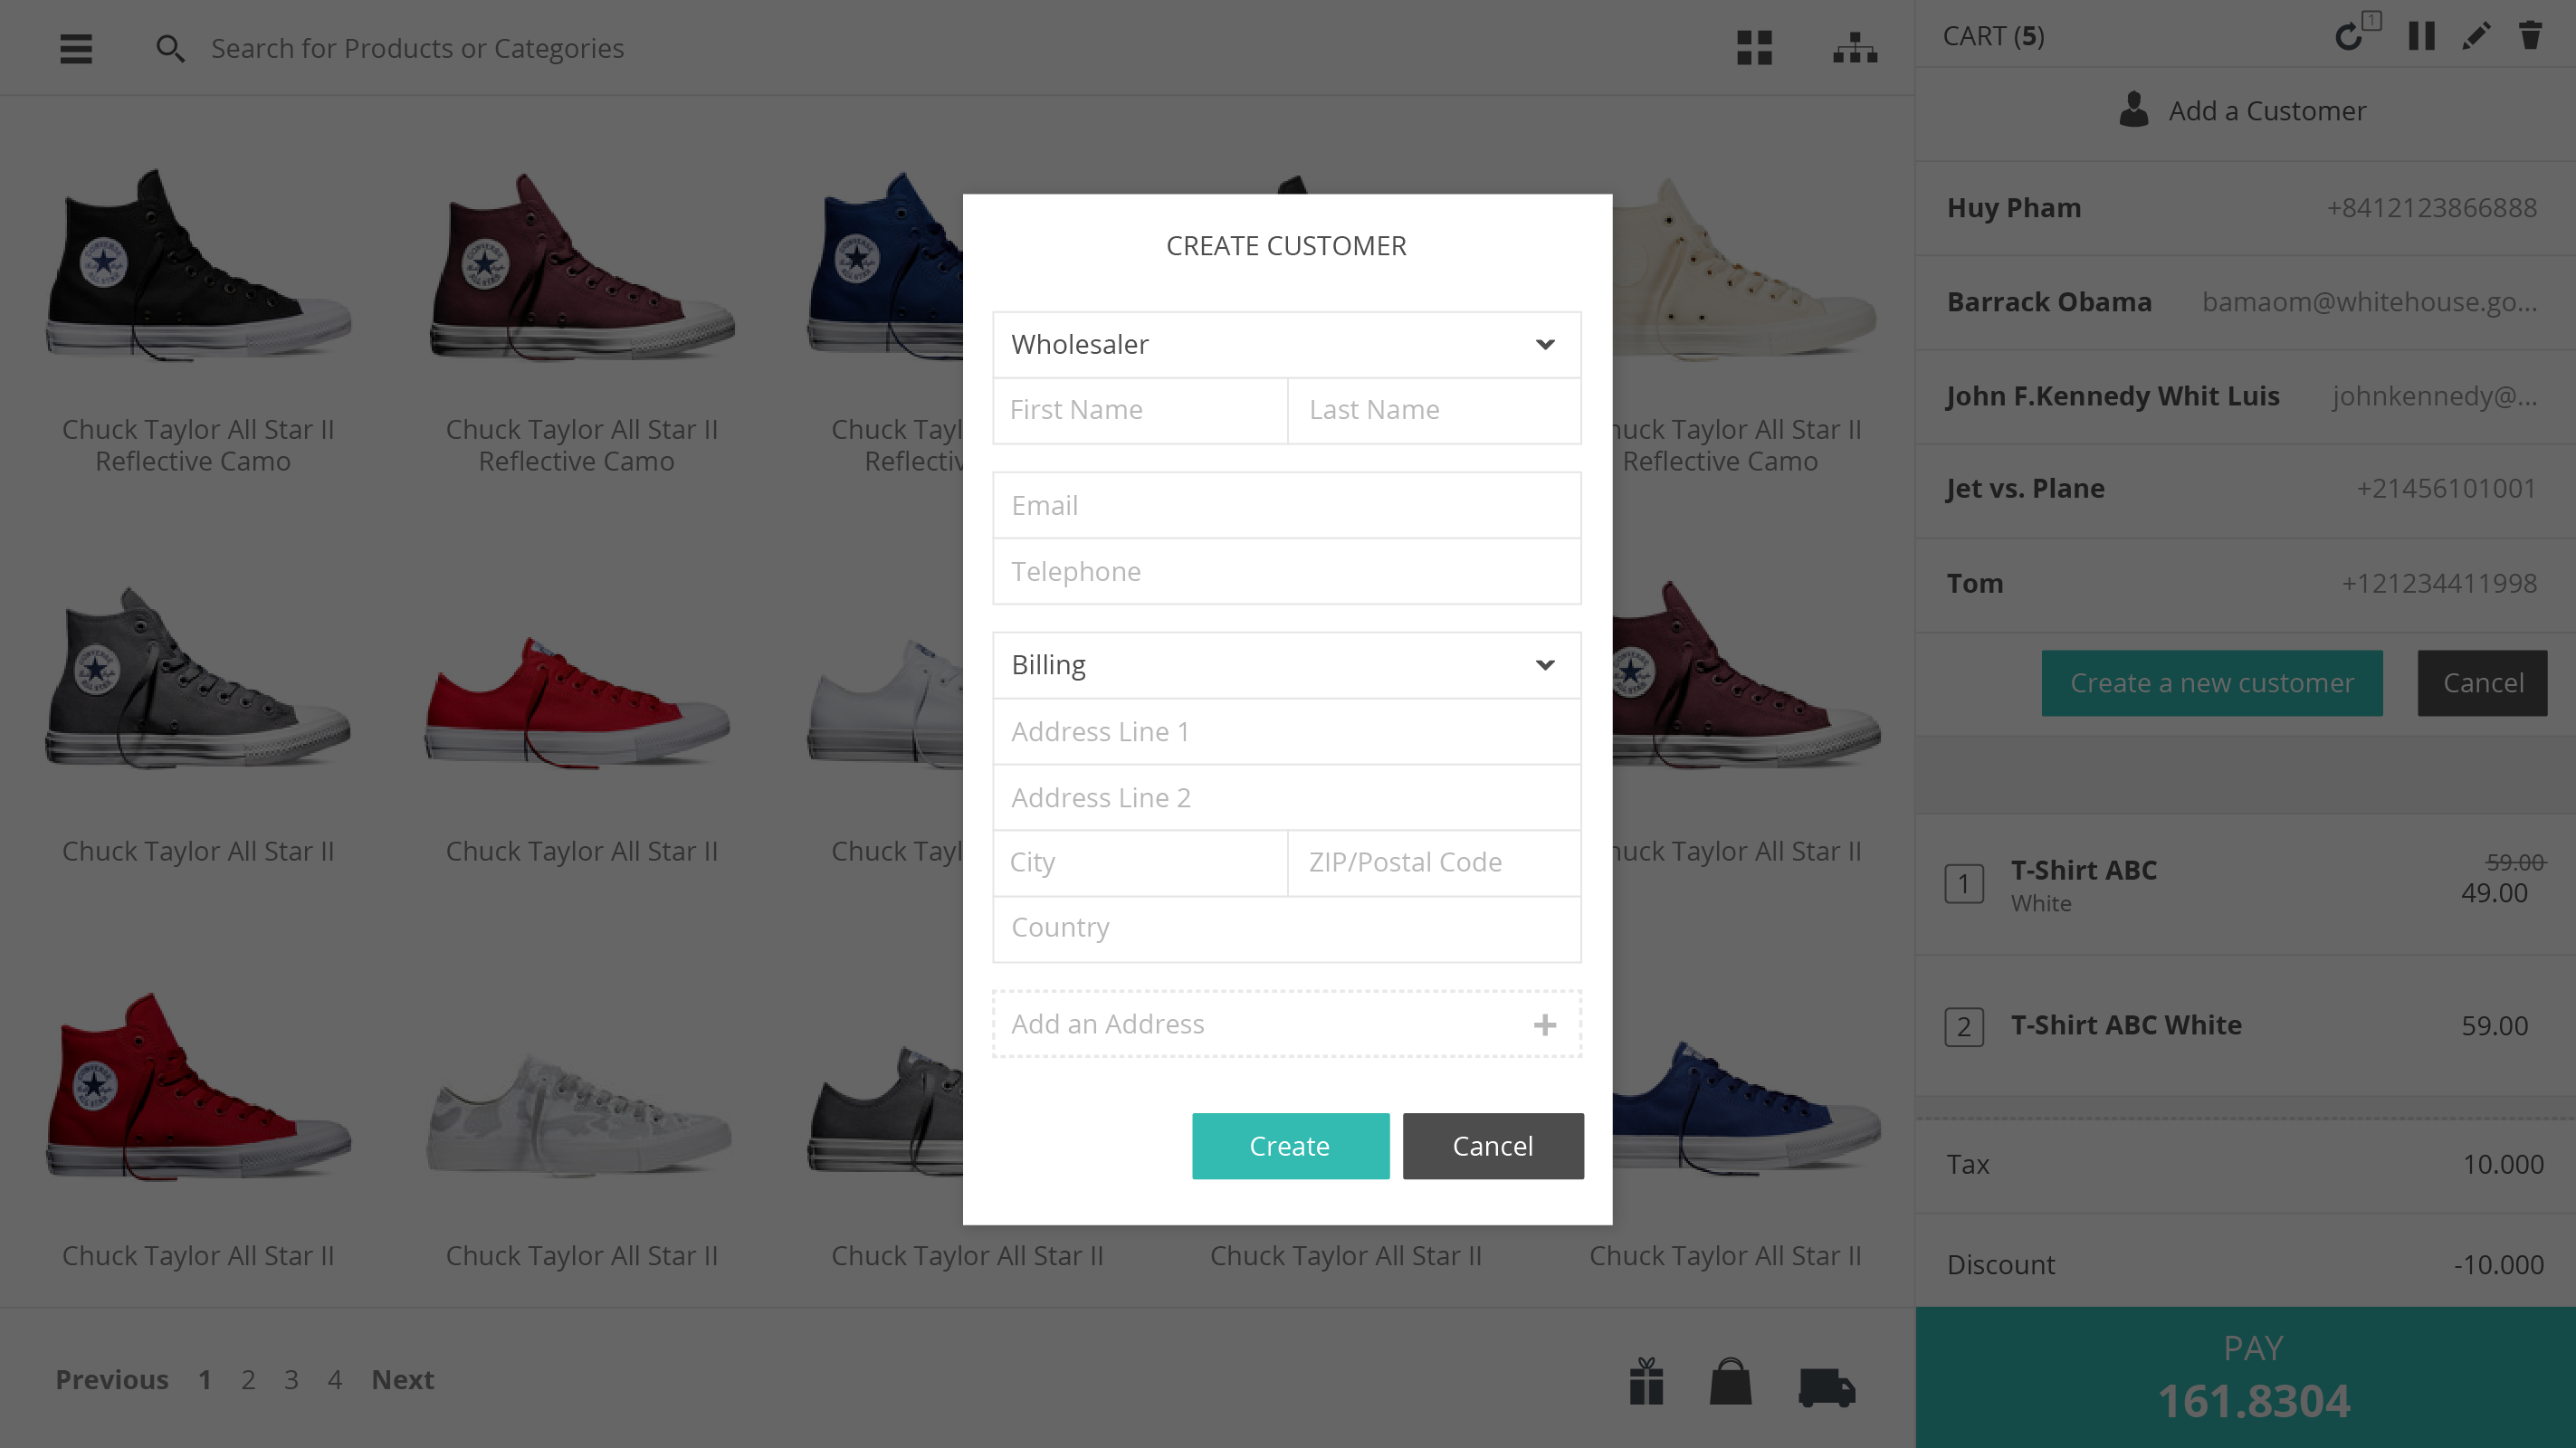 Search for Products or Categories
CART (5)
1
Add a Customer
Huy Pham +8412123866888
Barrack Obama bamaom@whitehouse.go...
John F.Kennedy Whit Luis johnkennedy@...
Jet vs. Plane +21456101001
Tom +121234411998
Create a new customer Cancel
1 T-Shirt ABC 59.00
White 49.00
2 T-Shirt ABC White 59.00
Tax 10.000
Discount -10.000
PAY
161.8304
CREATE CUSTOMER
Wholesaler
First Name Last Name
Email
Telephone
Billing
Address Line 1
Address Line 2
City ZIP/Postal Code
Country
Add an Address
Create Cancel
CONVERSE
ALL STAR
Chuck Taylor All Star II
Reflective Camo
Chuck Taylor All Star II
Reflective Camo
Chuck
Taylor All Star II
Reflective Camo
Chuck Taylor All Star II
Chuck Taylor All Star II
Chuck
Taylor All Star II
Chuck Taylor All Star II
Chuck Taylor All Star II
Chuck Taylor All Star II
Chuck Taylor All Star II
Chuck Taylor All Star II
Previous 1 2 3 4 Next